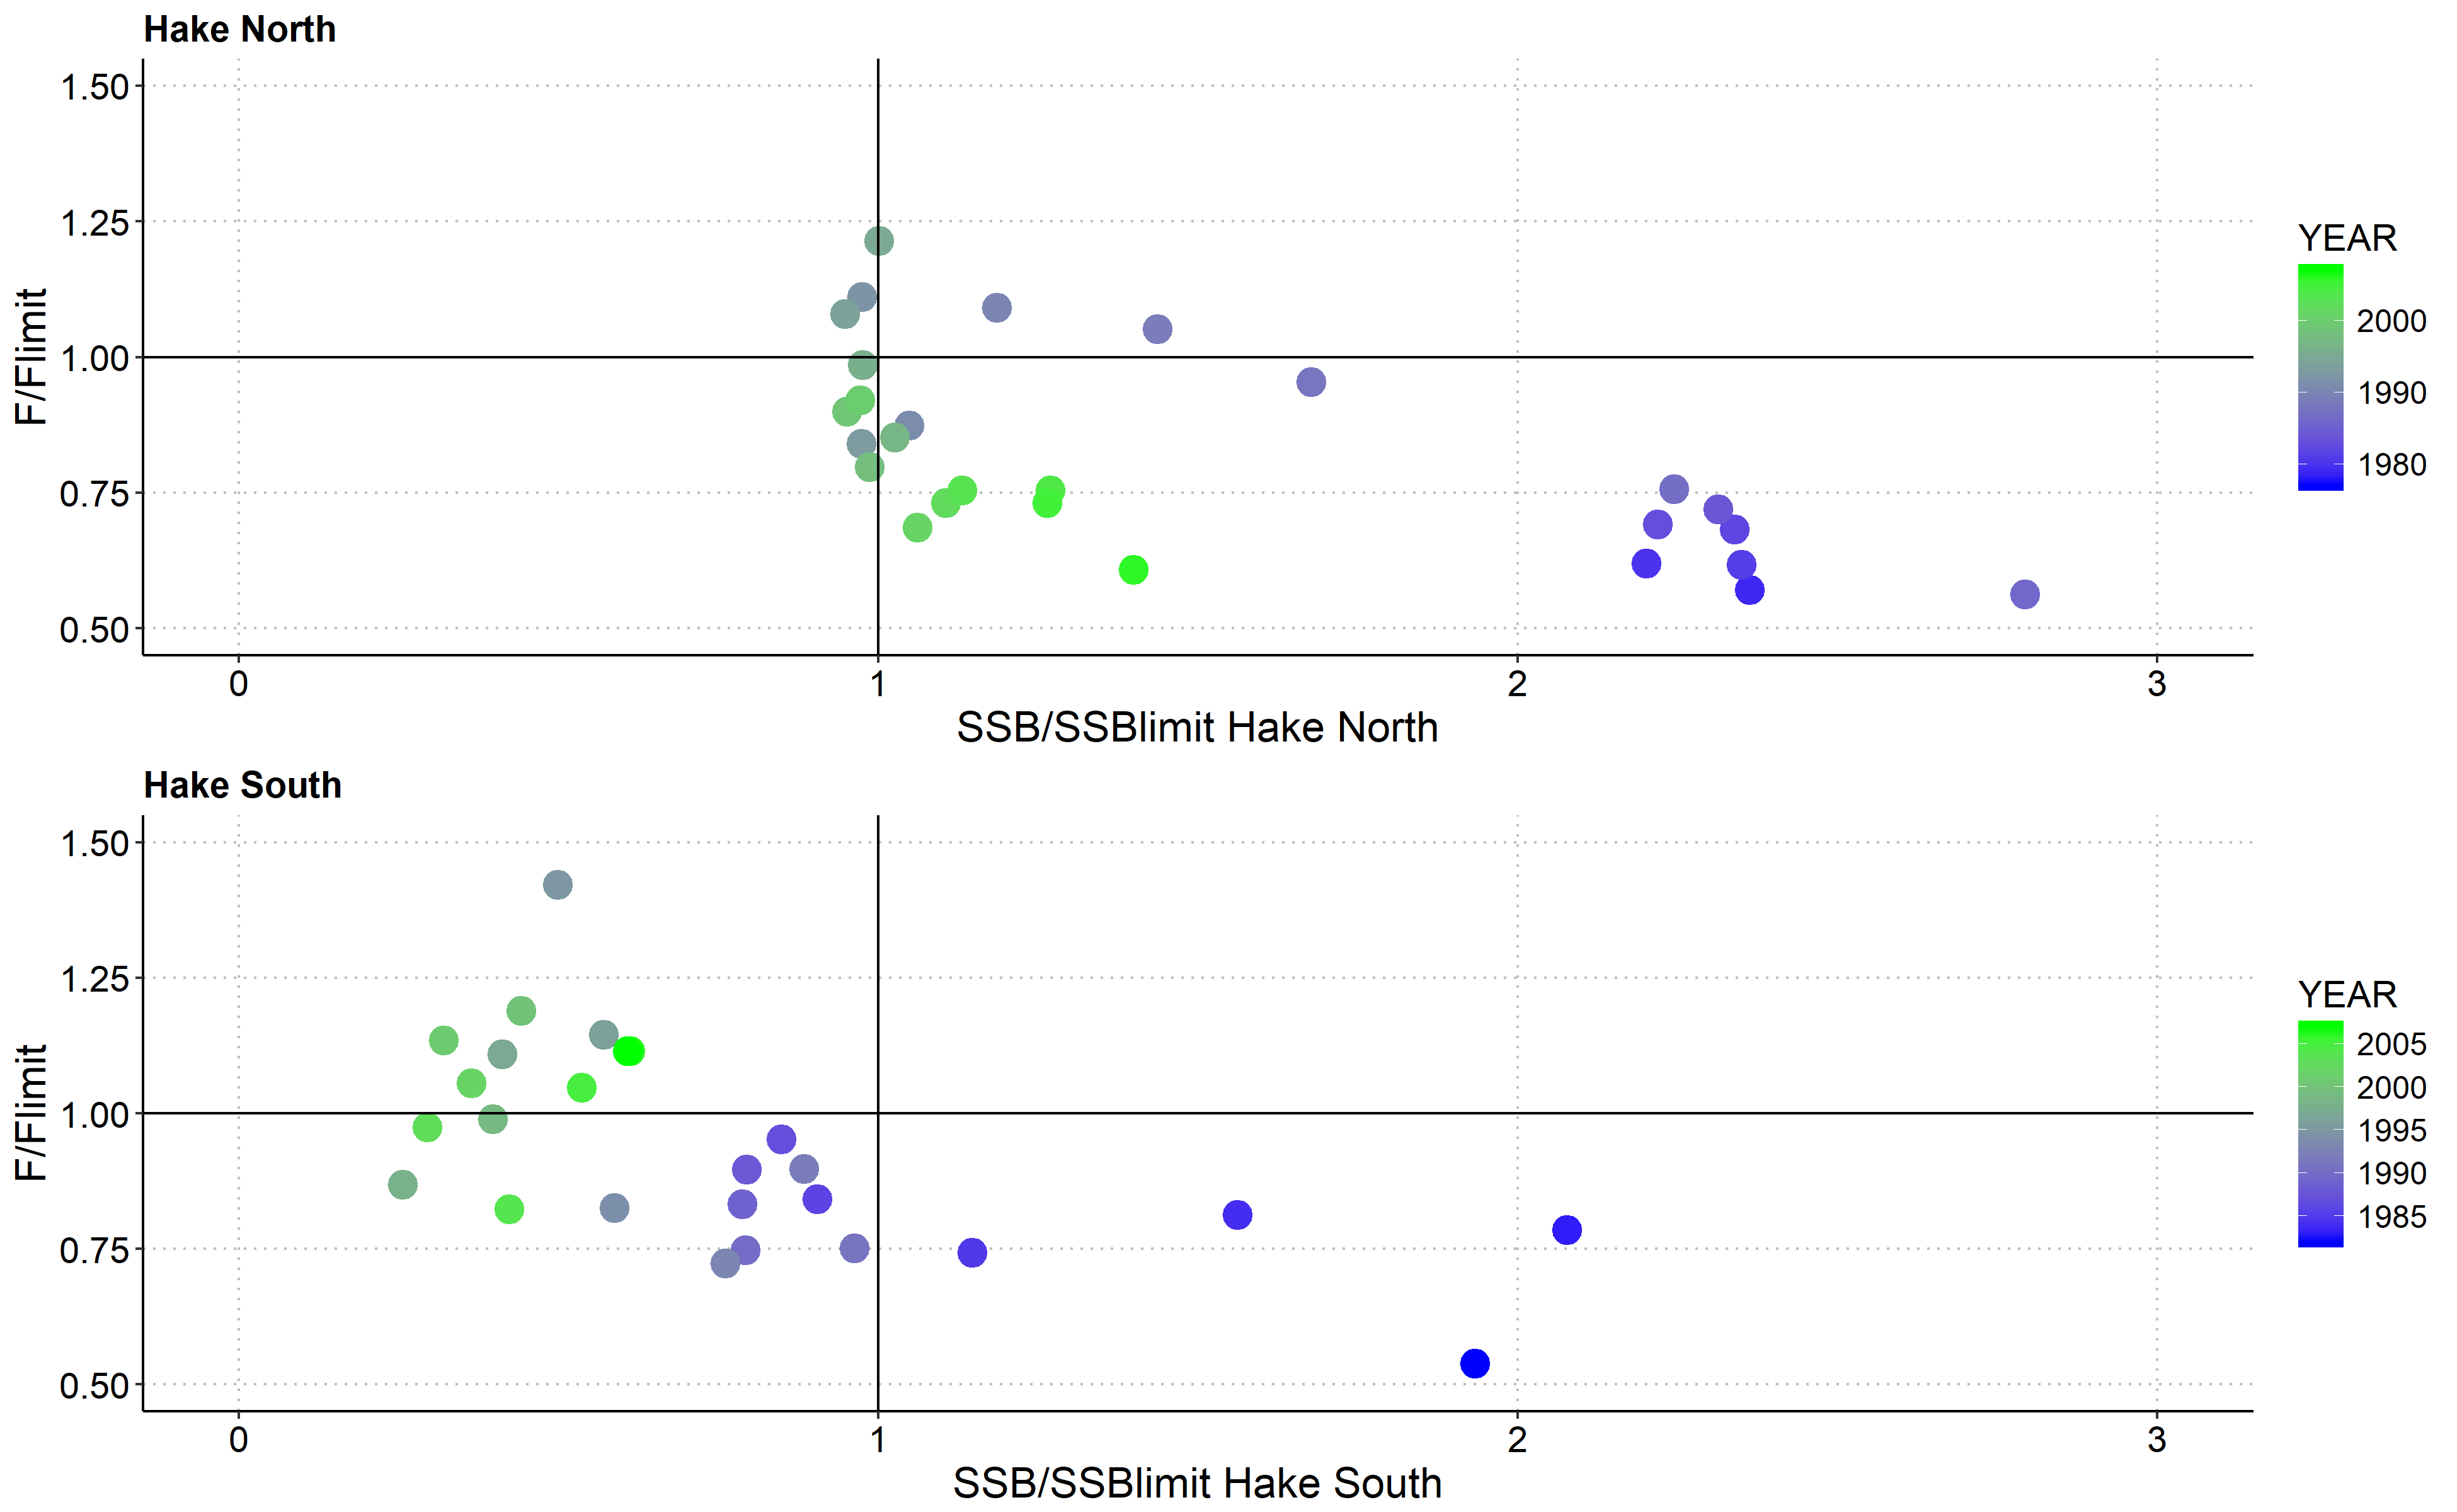 Hake North
1.50
1.25
1.00
0.75
0.50
F/Flimit
0 1 2 3
SSB/SSBlimit Hake North
YEAR
2000
1990
1980
Hake South
1.50
1.25
1.00
0.75
0.50
F/Flimit
0 1 2 3
SSB/SSBlimit Hake South
YEAR
2005
2000
1995
1990
1985